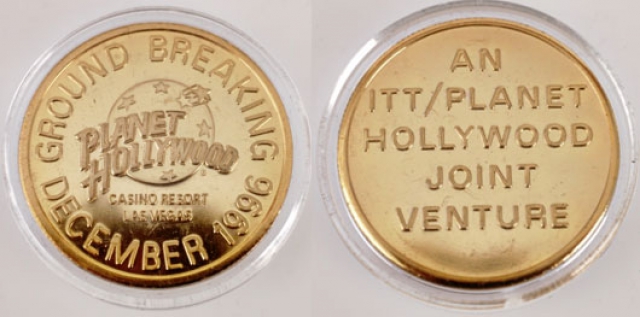 GROUND BREAKING
PLANET
HOLLYWOOD
CASINO RESORT
LAS VEGAS
DECEMBER 1996
AN
ITT/PLANET
HOLLYWOOD
JOINT
VENTURE